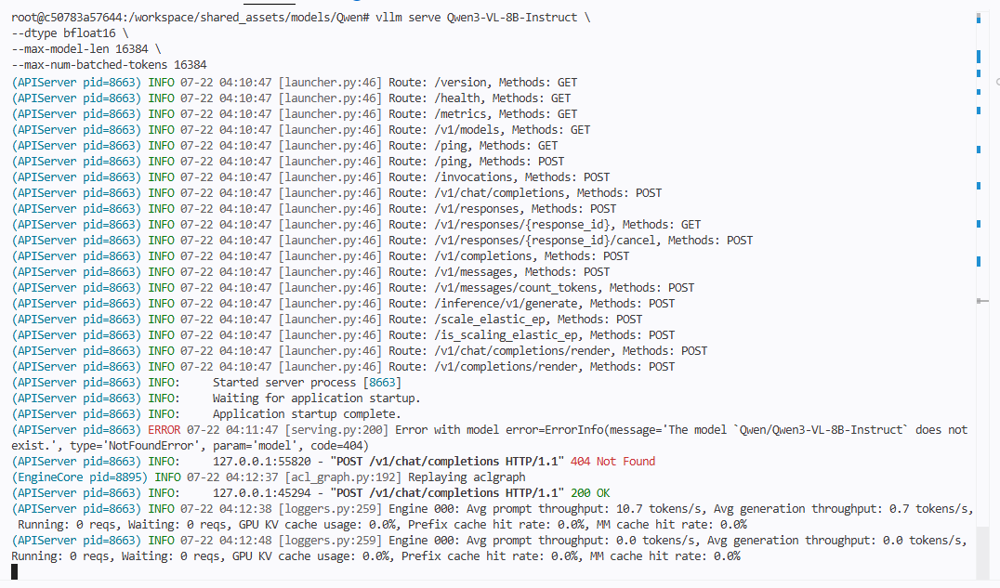 root@c50783a57644:/workspace/shared_assets/models/Qwen# vllm serve Qwen3-VL-8B-Instruct \
--dtype bfloat16 \
--max-model-len 16384 \
--max-num-batched-tokens 16384
(APIServer pid=8663) INFO 07-22 04:10:47 [launcher.py:46] Route: /version, Methods: GET
(APIServer pid=8663) INFO 07-22 04:10:47 [launcher.py:46] Route: /health, Methods: GET
(APIServer pid=8663) INFO 07-22 04:10:47 [launcher.py:46] Route: /metrics, Methods: GET
(APIServer pid=8663) INFO 07-22 04:10:47 [launcher.py:46] Route: /v1/models, Methods: GET
(APIServer pid=8663) INFO 07-22 04:10:47 [launcher.py:46] Route: /ping, Methods: GET
(APIServer pid=8663) INFO 07-22 04:10:47 [launcher.py:46] Route: /ping, Methods: POST
(APIServer pid=8663) INFO 07-22 04:10:47 [launcher.py:46] Route: /invocations, Methods: POST
(APIServer pid=8663) INFO 07-22 04:10:47 [launcher.py:46] Route: /v1/chat/completions, Methods: POST
(APIServer pid=8663) INFO 07-22 04:10:47 [launcher.py:46] Route: /v1/responses, Methods: POST
(APIServer pid=8663) INFO 07-22 04:10:47 [launcher.py:46] Route: /v1/responses/{response_id}, Methods: GET
(APIServer pid=8663) INFO 07-22 04:10:47 [launcher.py:46] Route: /v1/responses/{response_id}/cancel, Methods: POST
(APIServer pid=8663) INFO 07-22 04:10:47 [launcher.py:46] Route: /v1/completions, Methods: POST
(APIServer pid=8663) INFO 07-22 04:10:47 [launcher.py:46] Route: /v1/messages, Methods: POST
(APIServer pid=8663) INFO 07-22 04:10:47 [launcher.py:46] Route: /v1/messages/count_tokens, Methods: POST
(APIServer pid=8663) INFO 07-22 04:10:47 [launcher.py:46] Route: /inference/v1/generate, Methods: POST
(APIServer pid=8663) INFO 07-22 04:10:47 [launcher.py:46] Route: /scale_elastic_ep, Methods: POST
(APIServer pid=8663) INFO 07-22 04:10:47 [launcher.py:46] Route: /is_scaling_elastic_ep, Methods: POST
(APIServer pid=8663) INFO 07-22 04:10:47 [launcher.py:46] Route: /v1/chat/completions/render, Methods: POST
(APIServer pid=8663) INFO 07-22 04:10:47 [launcher.py:46] Route: /v1/completions/render, Methods: POST
(APIServer pid=8663) INFO:     Started server process [8663]
(APIServer pid=8663) INFO:     Waiting for application startup.
(APIServer pid=8663) INFO:     Application startup complete.
(APIServer pid=8663) ERROR 07-22 04:11:47 [serving.py:200] Error with model error=ErrorInfo(message='The model `Qwen/Qwen3-VL-8B-Instruct` does not
exist.', type='NotFoundError', param='model', code=404)
(APIServer pid=8663) INFO:     127.0.0.1:55820 - "POST /v1/chat/completions HTTP/1.1" 404 Not Found
(EngineCore pid=8895) INFO 07-22 04:12:37 [acl_graph.py:192] Replaying aclgraph
(APIServer pid=8663) INFO:     127.0.0.1:45294 - "POST /v1/chat/completions HTTP/1.1" 200 OK
(APIServer pid=8663) INFO 07-22 04:12:38 [loggers.py:259] Engine 000: Avg prompt throughput: 10.7 tokens/s, Avg generation throughput: 0.7 tokens/s,
Running: 0 reqs, Waiting: 0 reqs, GPU KV cache usage: 0.0%, Prefix cache hit rate: 0.0%, MM cache hit rate: 0.0%
(APIServer pid=8663) INFO 07-22 04:12:48 [loggers.py:259] Engine 000: Avg prompt throughput: 0.0 tokens/s, Avg generation throughput: 0.0 tokens/s,
Running: 0 reqs, Waiting: 0 reqs, GPU KV cache usage: 0.0%, Prefix cache hit rate: 0.0%, MM cache hit rate: 0.0%